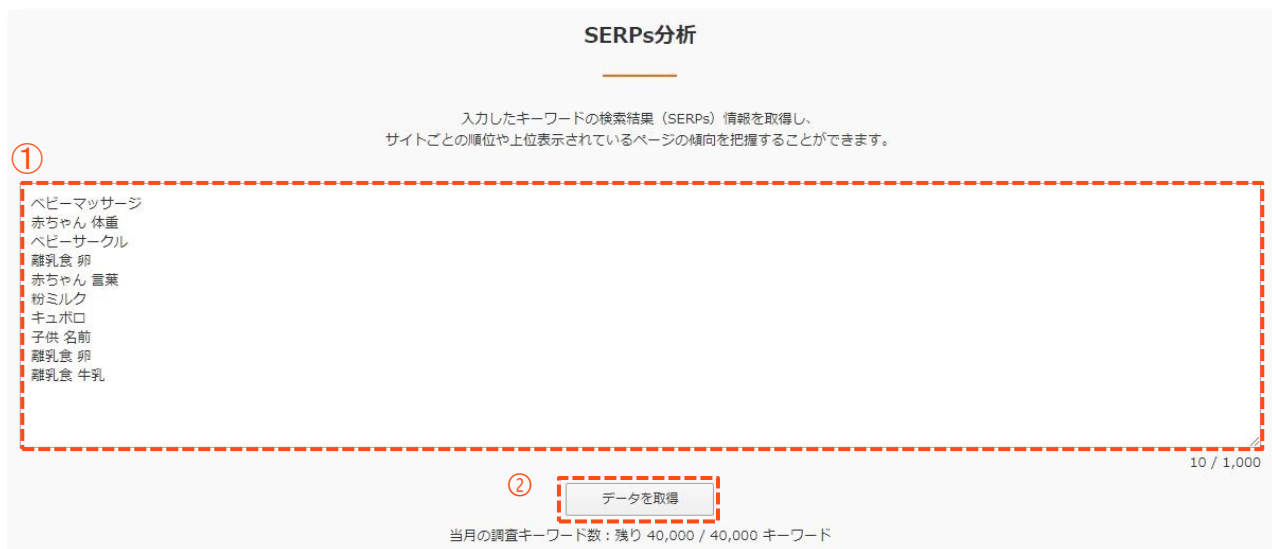 SERPs分析
入力したキーワードの検索結果（SERPs）情報を取得し、
サイトごとの順位や上位表示されているページの傾向を把握することができます。
①
ベビーマッサージ
赤ちゃん 体重
ベビーサークル
離乳食 卵
赤ちゃん 言葉
粉ミルク
キュボロ
子供 名前
離乳食 卵
離乳食 牛乳
10 / 1,000
②
データを取得
当月の調査キーワード数：残り 40,000 / 40,000 キーワード